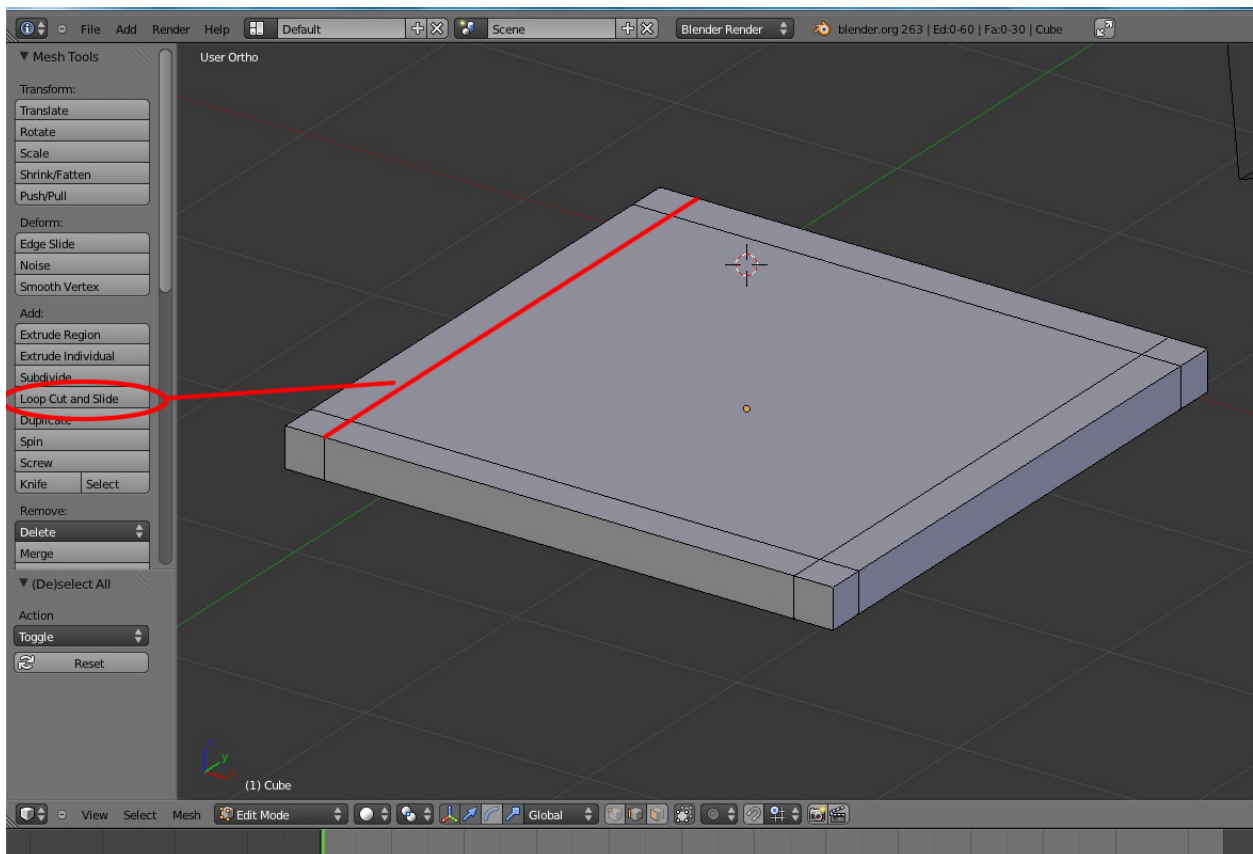 File Add Render Help Default Scene Blender Render blender.org 263 | Ed:0-60 | Fa:0-30 | Cube
Mesh Tools
Transform:
Translate
Rotate
Scale
Shrink/Fatten
Push/Pull
Deform:
Edge Slide
Noise
Smooth Vertex
Add:
Extrude Region
Extrude Individual
Subdivide
Loop Cut and Slide
Duplicate
Spin
Screw
Knife Select
Remove:
Delete
Merge
(De)select All
Action
Toggle
Reset
User Ortho
z
y
x
(1) Cube
View Select Mesh Edit Mode Global